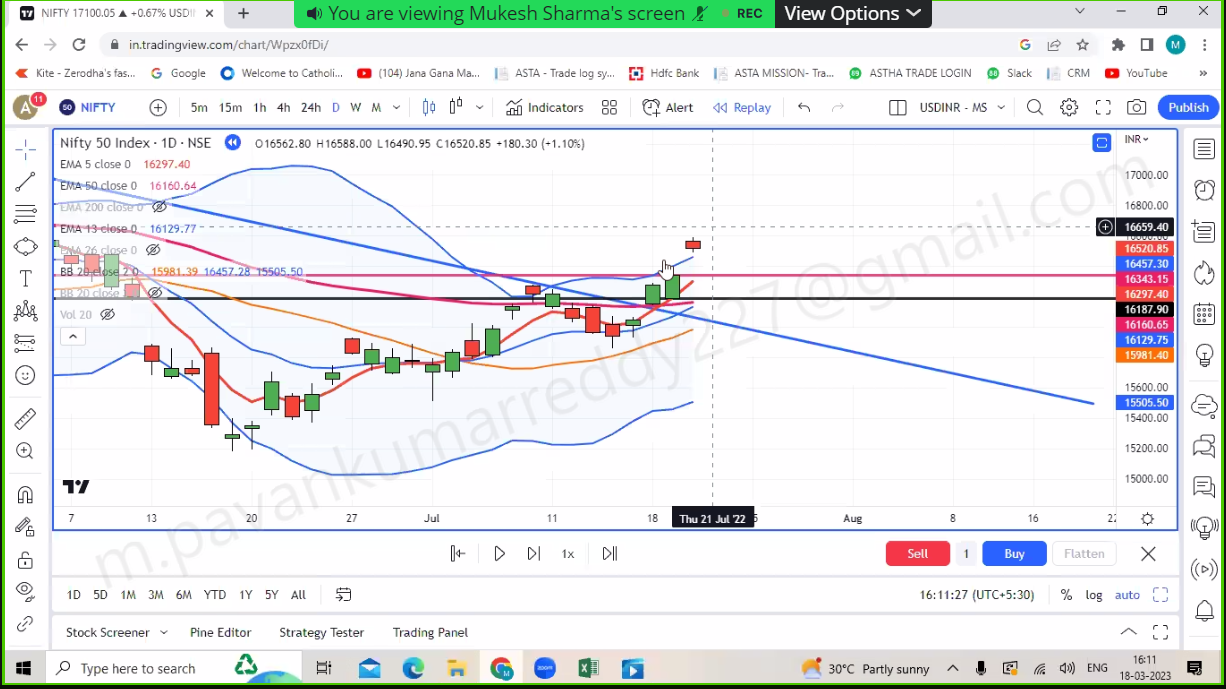 NIFTY 17100.05 ▲ +0.67% USDI
You are viewing Mukesh Sharma's screen
REC
View Options
in.tradingview.com/chart/Wpzx0fDi/
M
Kite - Zerodha's fas...
Google
Welcome to Catholi...
(104) Jana Gana Ma...
ASTA - Trade log sy...
Hdfc Bank
ASTA MISSION- Tra...
ASTHA TRADE LOGIN
Slack
CRM
YouTube
A 11
50 NIFTY
5m 15m 1h 4h 24h D W M
Indicators
Alert
Replay
USDINR - MS
Publish
Nifty 50 Index · 1D · NSE
O16562.80 H16588.00 L16490.95 C16520.85 +180.30 (+1.10%)
INR
EMA 5 close 0 16297.40
EMA 50 close 0 16160.64
EMA 200 close 0
EMA 13 close 0 16129.77
EMA 26 close 0
BB 20 close 2 0 15981.39 16457.28 15505.50
BB 20 close
Vol 20
17000.00
16800.00
16659.40
16520.85
16457.30
16343.15
16297.40
16187.90
16160.65
16129.75
15981.40
15600.00
15505.50
15400.00
15200.00
15000.00
m.pavankumarreddy227@gmail.com
7 13 20 27 Jul 11 18 Thu 21 Jul '22 5 Aug 8 16 22
1x
Sell 1 Buy Flatten
1D 5D 1M 3M 6M YTD 1Y 5Y All
16:11:27 (UTC+5:30) % log auto
Stock Screener Pine Editor Strategy Tester Trading Panel
Type here to search
zoom
30°C Partly sunny
ENG
16:11
18-03-2023